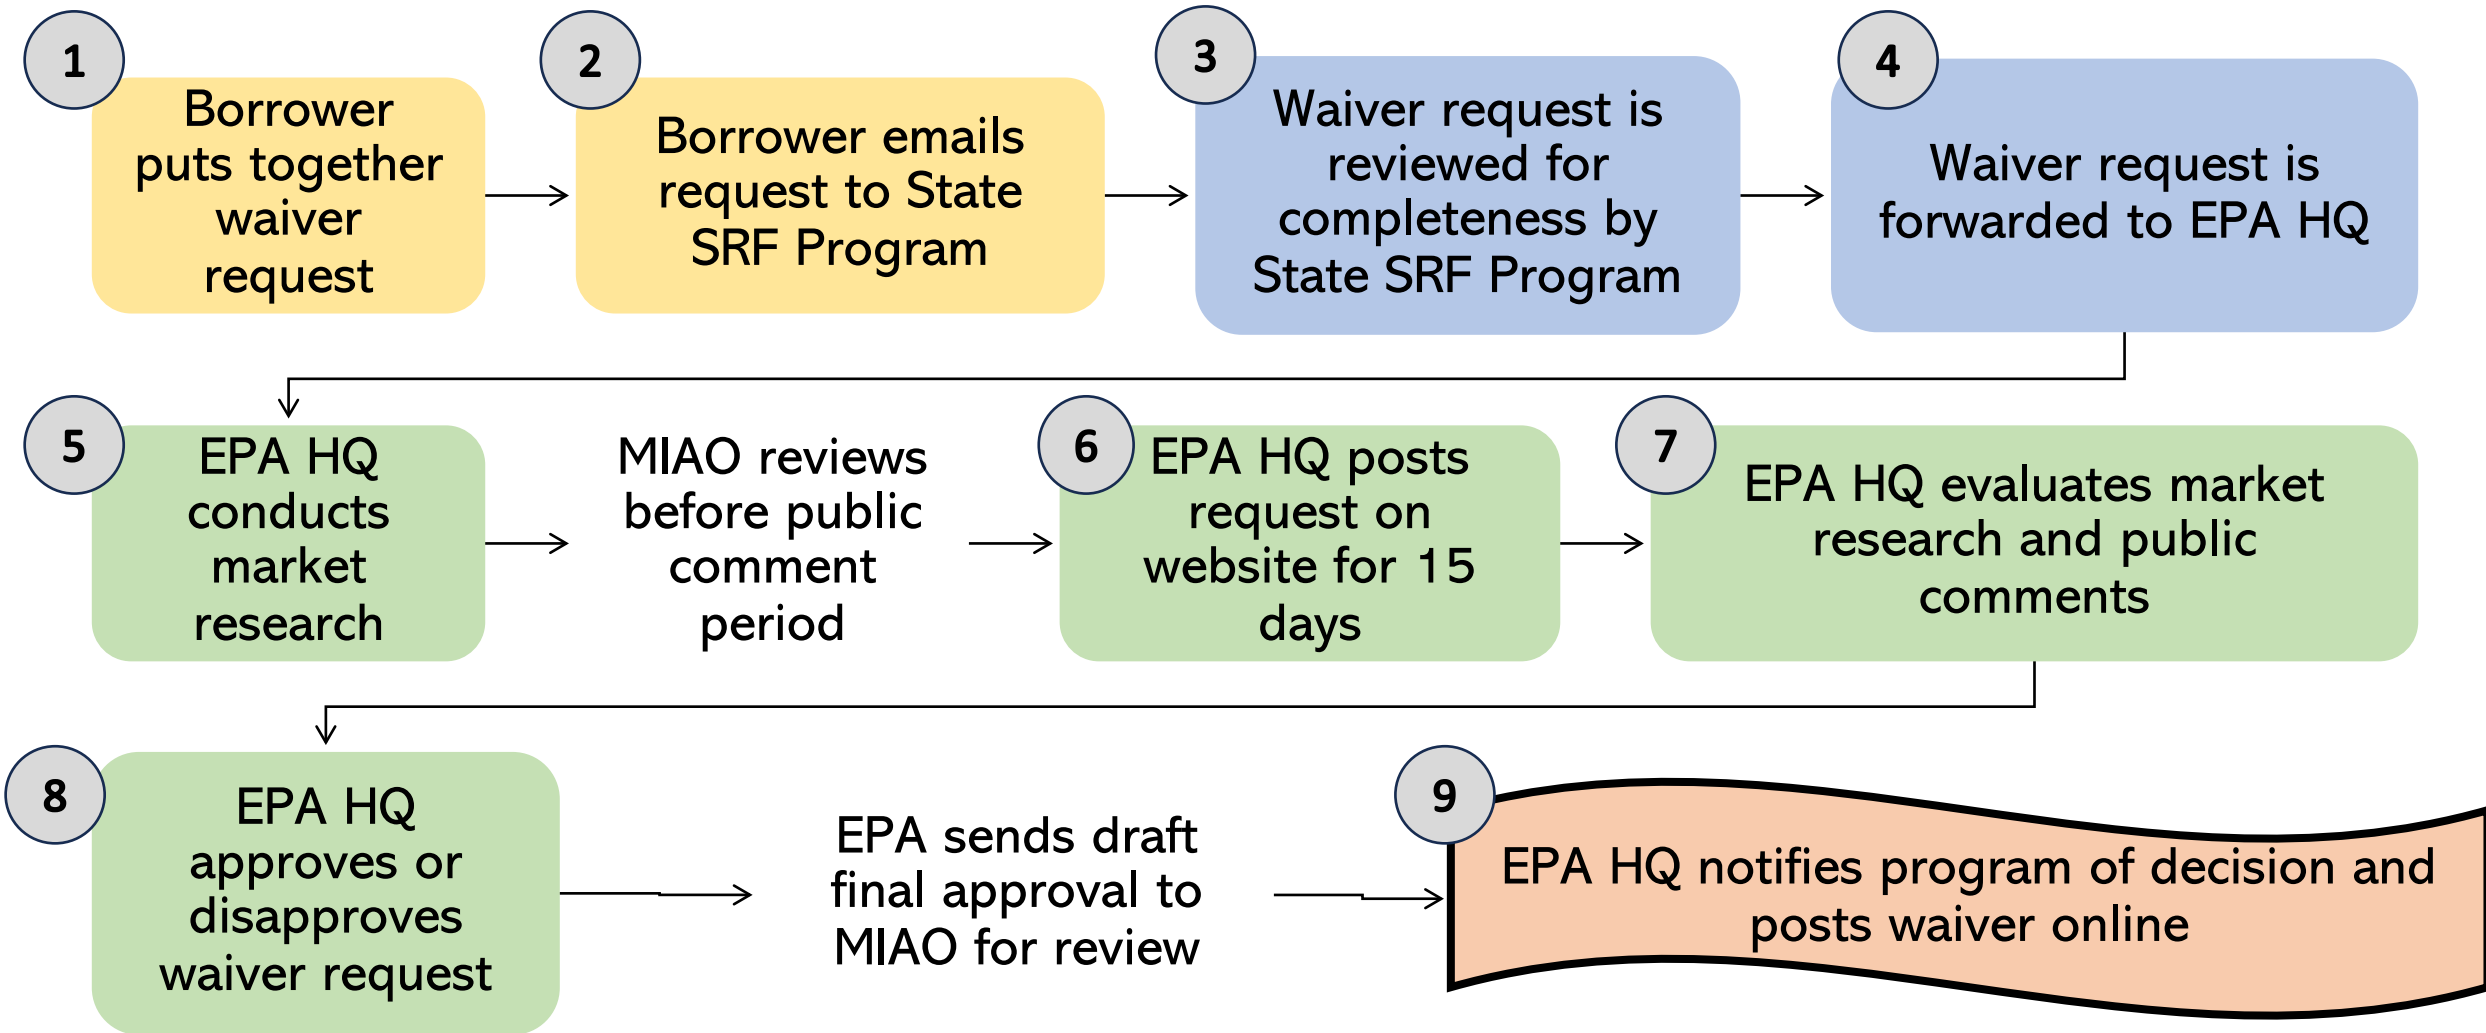 1
Borrower
puts together
waiver
request
2
Borrower emails
request to State
SRF Program
3
Waiver request is
reviewed for
completeness by
State SRF Program
4
Waiver request is
forwarded to EPA HQ
5
EPA HQ
conducts
market
research
MIAO reviews
before public
comment
period
6
EPA HQ posts
request on
website for 15
days
7
EPA HQ evaluates market
research and public
comments
8
EPA HQ
approves or
disapproves
waiver request
EPA sends draft
final approval to
MIAO for review
9
EPA HQ notifies program of decision and
posts waiver online